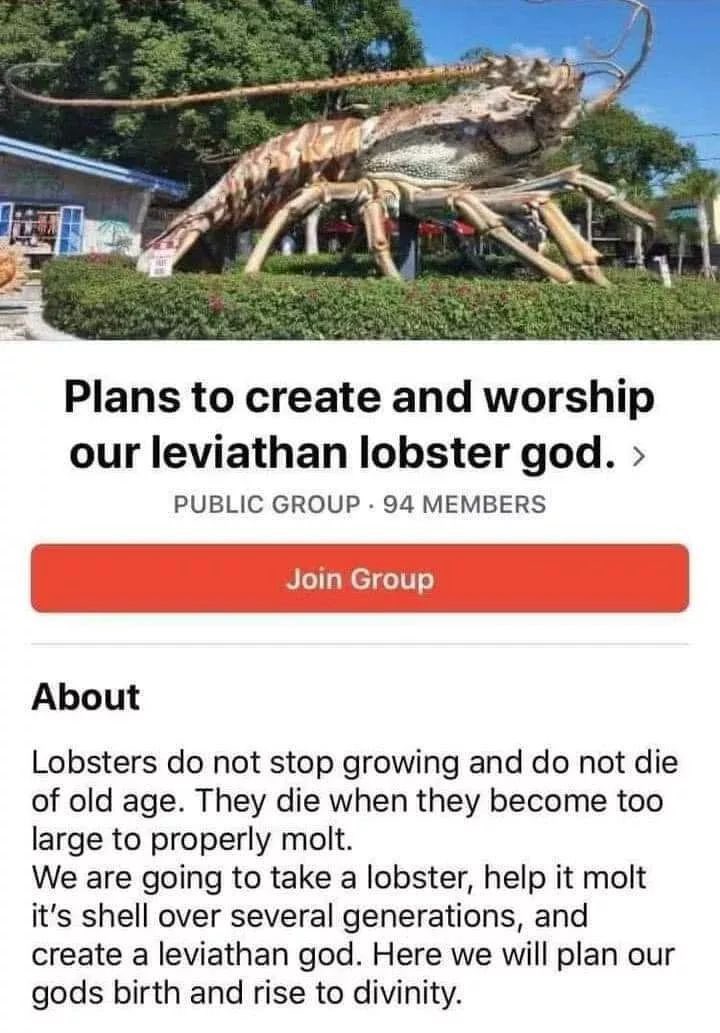 Plans to create and worship
our leviathan lobster god. >
PUBLIC GROUP · 94 MEMBERS
Join Group
About
Lobsters do not stop growing and do not die
of old age. They die when they become too
large to properly molt.
We are going to take a lobster, help it molt
it's shell over several generations, and
create a leviathan god. Here we will plan our
gods birth and rise to divinity.